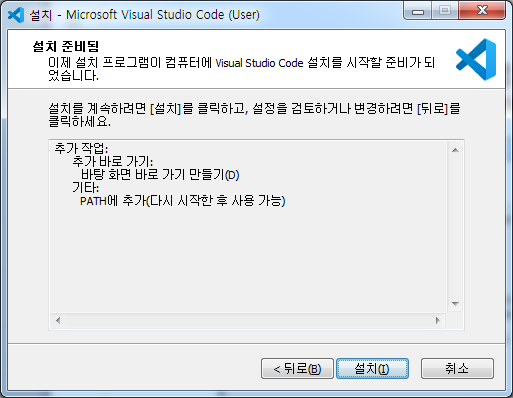 설치 - Microsoft Visual Studio Code (User)
설치 준비됨
이제 설치 프로그램이 컴퓨터에 Visual Studio Code 설치를 시작할 준비가 되
었습니다.
설치를 계속하려면 [설치]를 클릭하고, 설정을 검토하거나 변경하려면 [뒤로]를
클릭하세요.
추가 작업:
추가 바로 가기:
바탕 화면 바로 가기 만들기(D)
기타:
PATH에 추가(다시 시작한 후 사용 가능)
< 뒤로(B)
설치(I)
취소